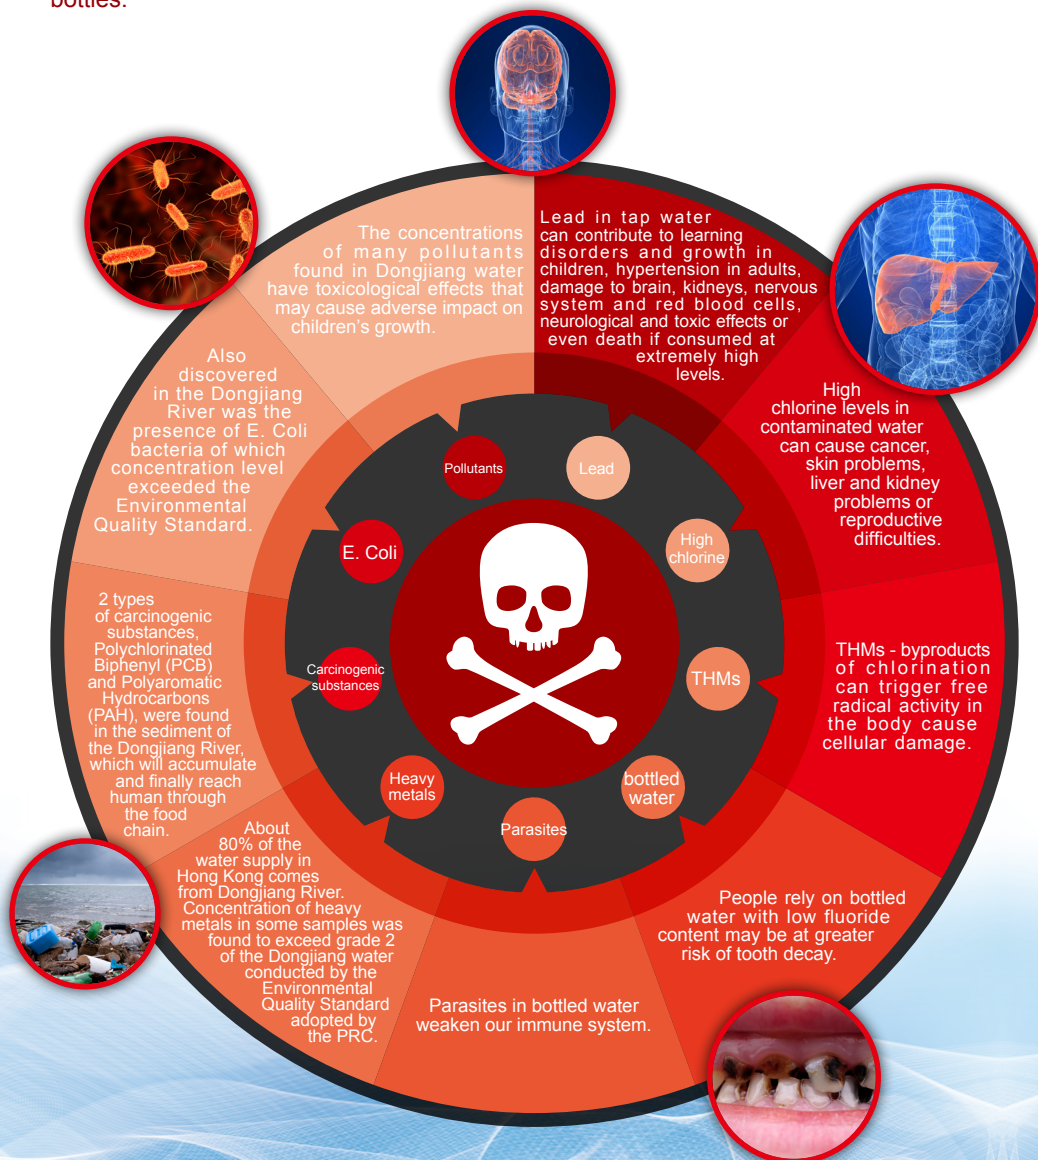 bottles.
Lead in tap water
can contribute to learning
disorders and growth in
children, hypertension in adults,
damage to brain, kidneys, nervous
system and red blood cells,
neurological and toxic effects or
even death if consumed at
extremely high
levels.
High
chlorine levels in
contaminated water
can cause cancer,
skin problems,
liver and kidney
problems or
reproductive
difficulties.
THMs - byproducts
of chlorination
can trigger free
radical activity in
the body cause
cellular damage.
People rely on bottled
water with low fluoride
content may be at greater
risk of tooth decay.
Parasites in bottled water
weaken our immune system.
About
80% of the
water supply in
Hong Kong comes
from Dongjiang River.
Concentration of heavy
metals in some samples was
found to exceed grade 2
of the Dongjiang water
conducted by the
Environmental
Quality Standard
adopted by
the PRC.
2 types
of carcinogenic
substances,
Polychlorinated
Biphenyl (PCB)
and Polyaromatic
Hydrocarbons
(PAH), were found
in the sediment of
the Dongjiang River,
which will accumulate
and finally reach
human through
the food
chain.
Also
discovered
in the Dongjiang
River was the
presence of E. Coli
bacteria of which
concentration level
exceeded the
Environmental
Quality Standard.
The concentrations
of many pollutants
found in Dongjiang water
have toxicological effects that
may cause adverse impact on
children's growth.
Lead
High
chlorine
THMs
bottled
water
Parasites
Heavy
metals
Carcinogenic
substances
E. Coli
Pollutants